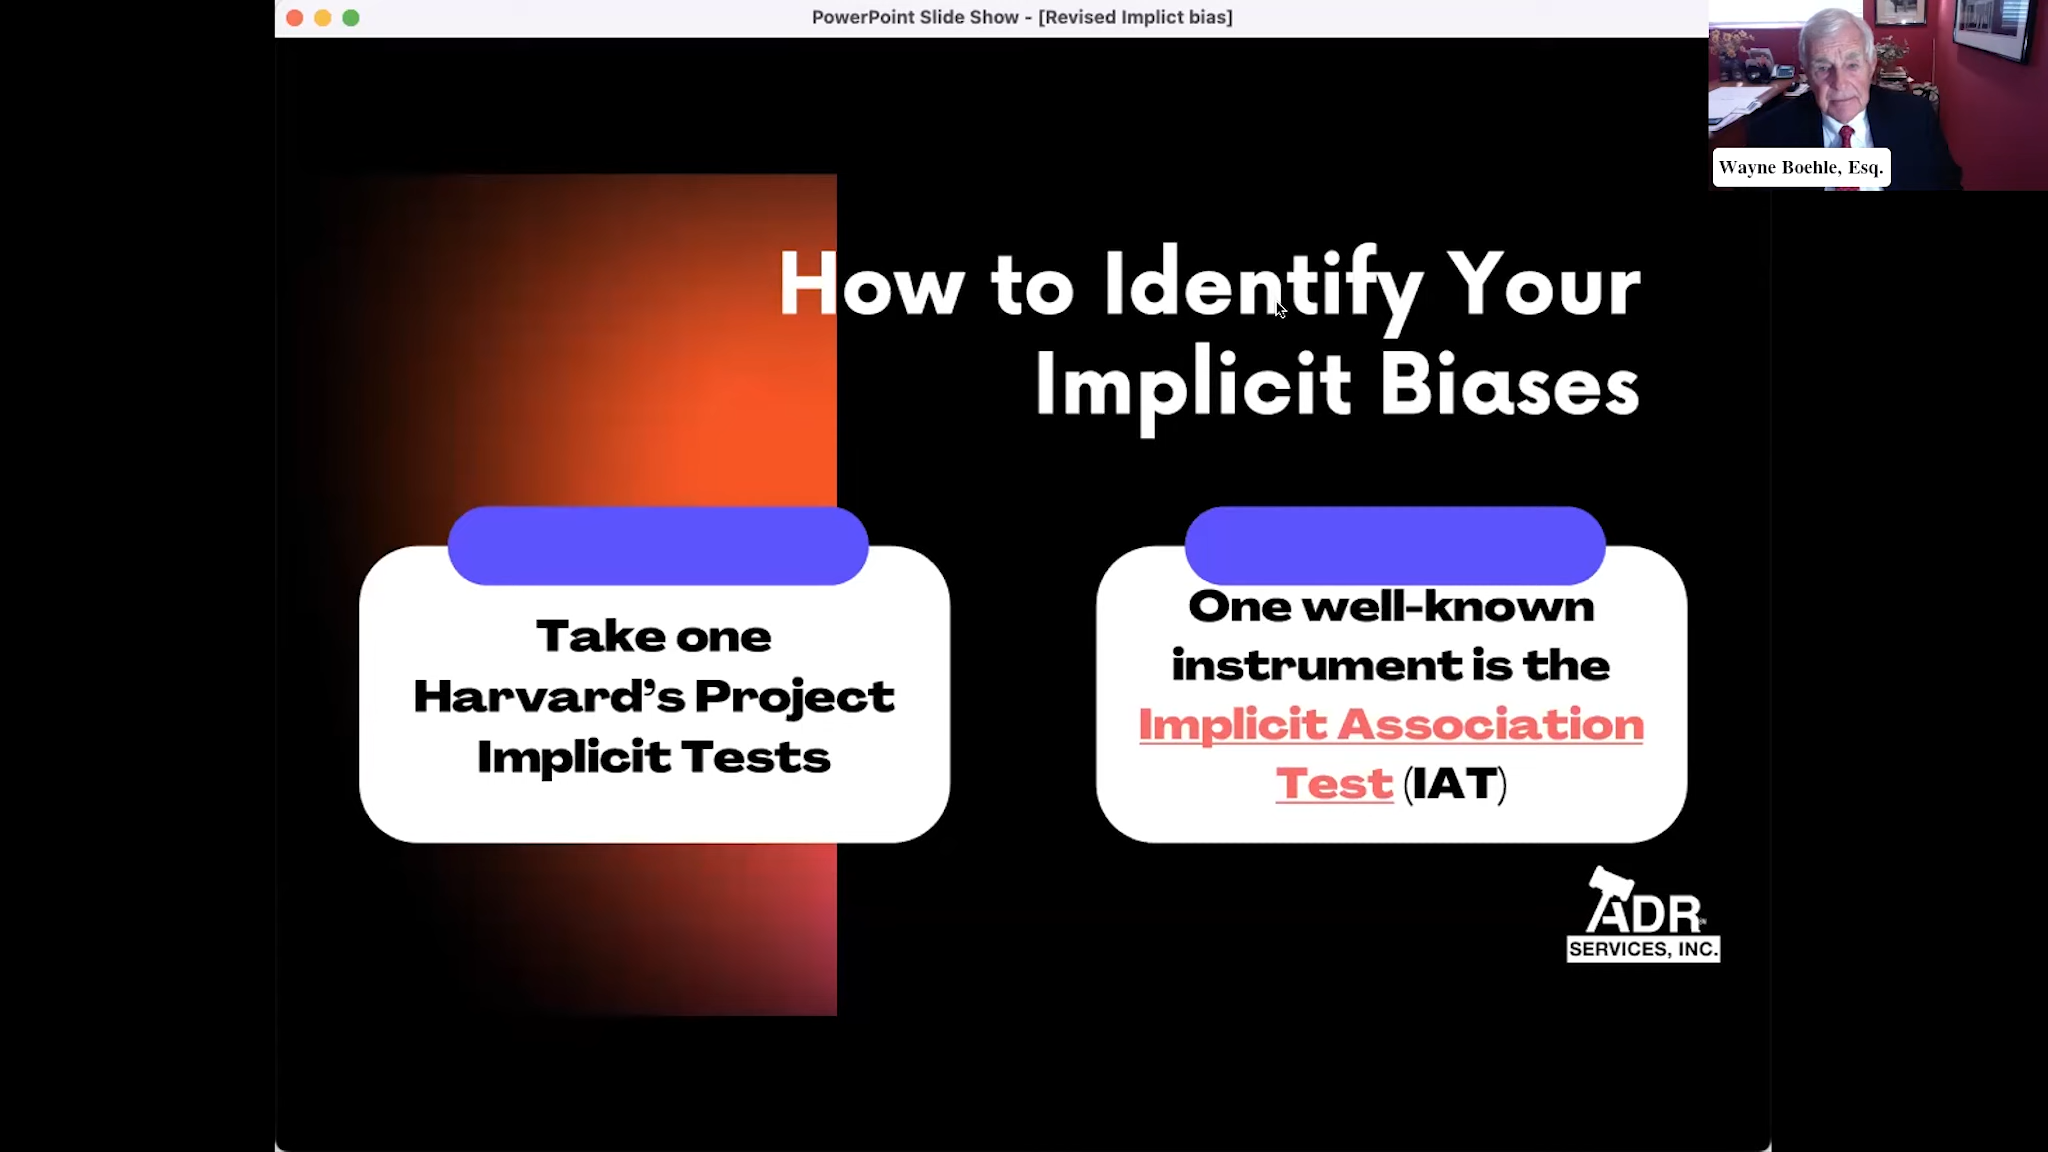 PowerPoint Slide Show - [Revised Implict bias]
Wayne Boehle, Esq.
How to Identify Your
Implicit Biases
Take one
Harvard’s Project
Implicit Tests
One well-known
instrument is the
Implicit Association
Test (IAT)
ADR
SERVICES, INC.